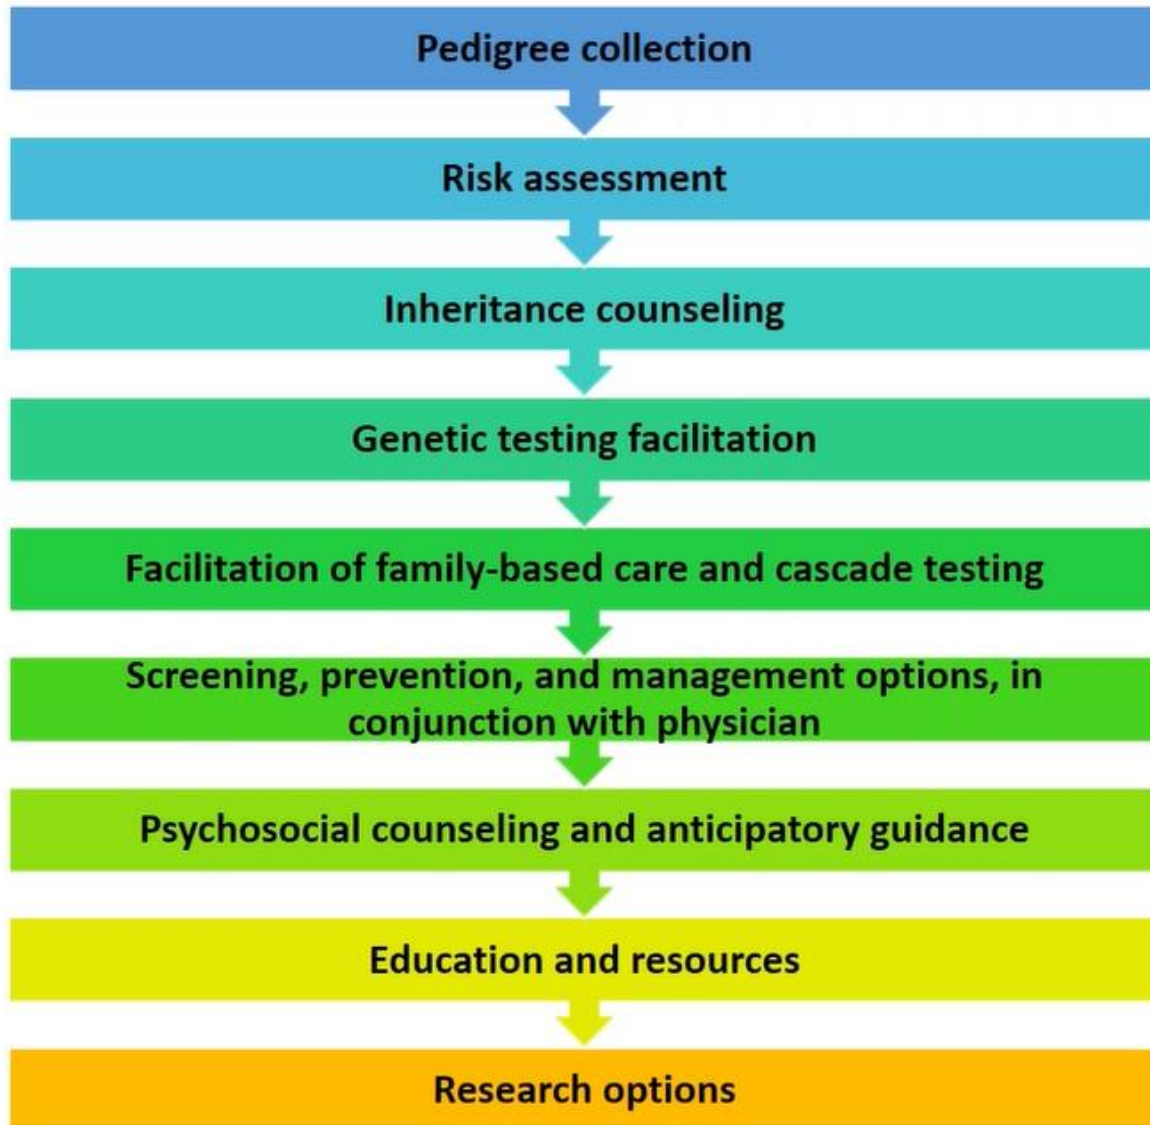 Pedigree collection
Risk assessment
Inheritance counseling
Genetic testing facilitation
Facilitation of family-based care and cascade testing
Screening, prevention, and management options, in
conjunction with physician
Psychosocial counseling and anticipatory guidance
Education and resources
Research options